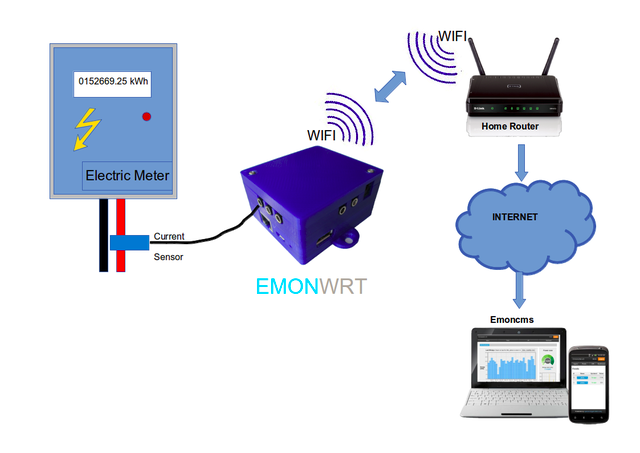 WIFI
0152669.25 kWh
WIFI
Home Router
Electric Meter
INTERNET
Current
Sensor
EMONWRT
Emoncms